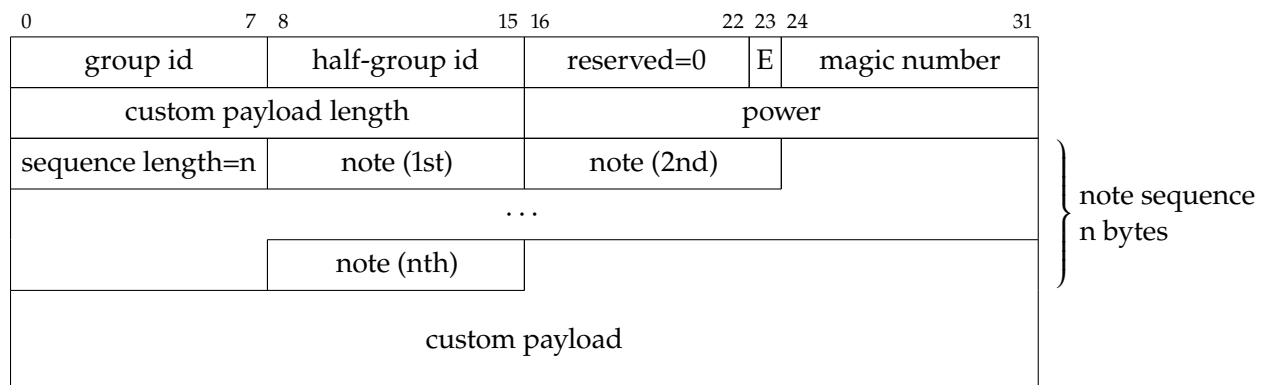 0 7 8 15 16 22 23 24 31
group id half-group id reserved=0 E magic number
custom payload length power
sequence length=n note (1st) note (2nd)
...
note (nth)
note sequence
n bytes
custom payload